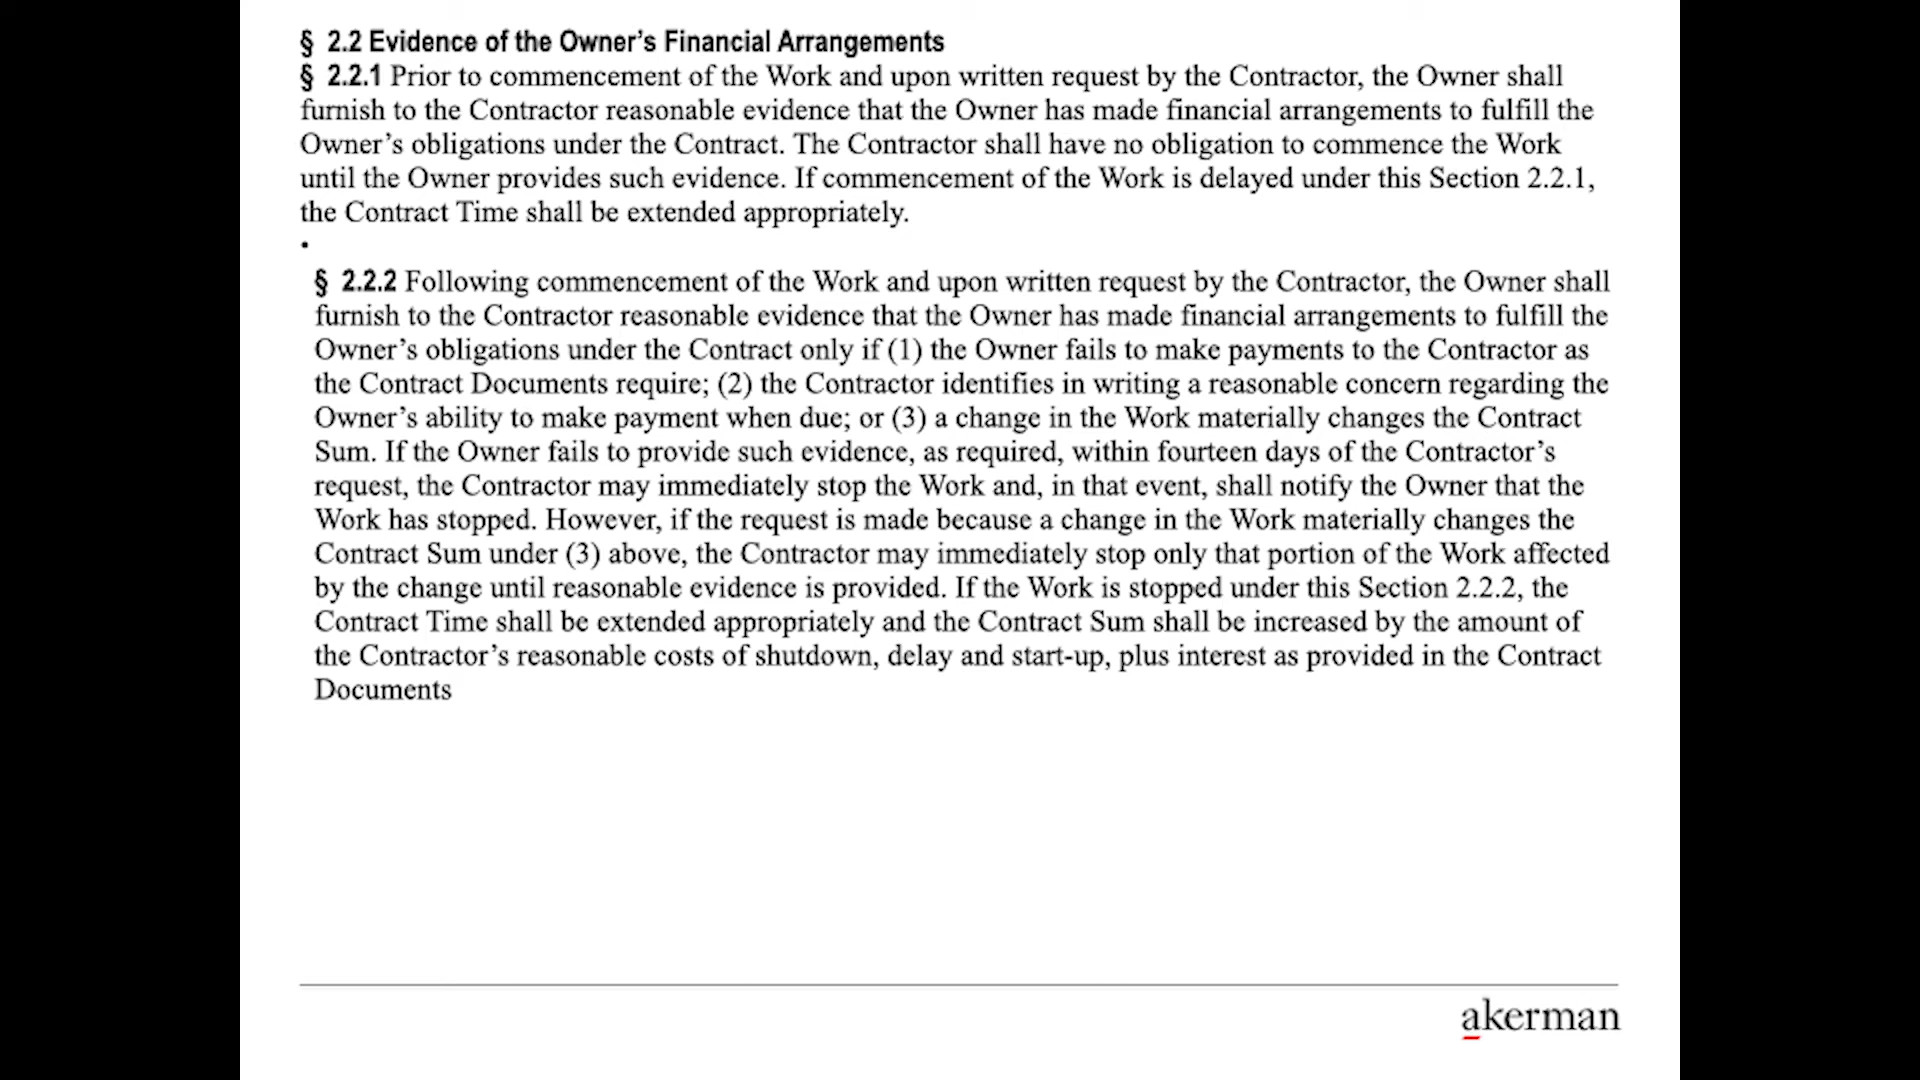 § 2.2 Evidence of the Owner’s Financial Arrangements
§ 2.2.1 Prior to commencement of the Work and upon written request by the Contractor, the Owner shall
furnish to the Contractor reasonable evidence that the Owner has made financial arrangements to fulfill the
Owner’s obligations under the Contract. The Contractor shall have no obligation to commence the Work
until the Owner provides such evidence. If commencement of the Work is delayed under this Section 2.2.1,
the Contract Time shall be extended appropriately.
•
§ 2.2.2 Following commencement of the Work and upon written request by the Contractor, the Owner shall
furnish to the Contractor reasonable evidence that the Owner has made financial arrangements to fulfill the
Owner’s obligations under the Contract only if (1) the Owner fails to make payments to the Contractor as
the Contract Documents require; (2) the Contractor identifies in writing a reasonable concern regarding the
Owner’s ability to make payment when due; or (3) a change in the Work materially changes the Contract
Sum. If the Owner fails to provide such evidence, as required, within fourteen days of the Contractor’s
request, the Contractor may immediately stop the Work and, in that event, shall notify the Owner that the
Work has stopped. However, if the request is made because a change in the Work materially changes the
Contract Sum under (3) above, the Contractor may immediately stop only that portion of the Work affected
by the change until reasonable evidence is provided. If the Work is stopped under this Section 2.2.2, the
Contract Time shall be extended appropriately and the Contract Sum shall be increased by the amount of
the Contractor’s reasonable costs of shutdown, delay and start-up, plus interest as provided in the Contract
Documents
akerman